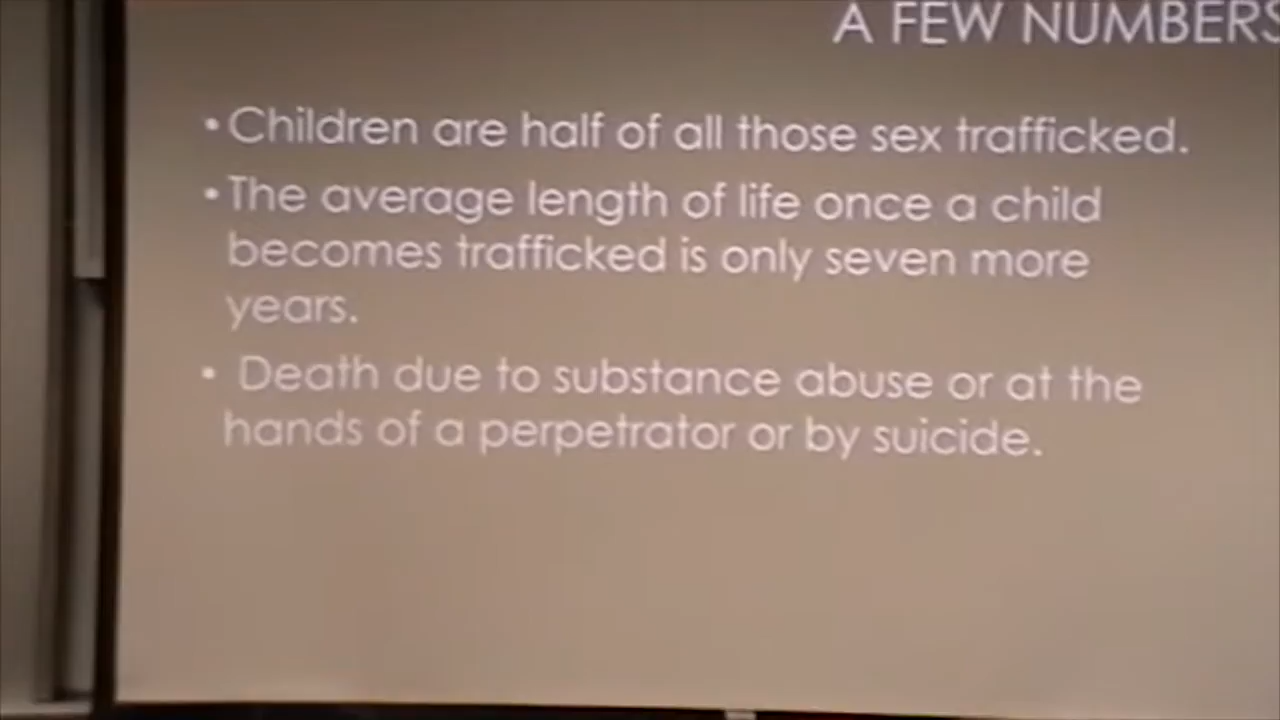 A FEW NUMBERS
• Children are half of all those sex trafficked.
• The average length of life once a child
becomes trafficked is only seven more
years.
• Death due to substance abuse or at the
hands of a perpetrator or by suicide.